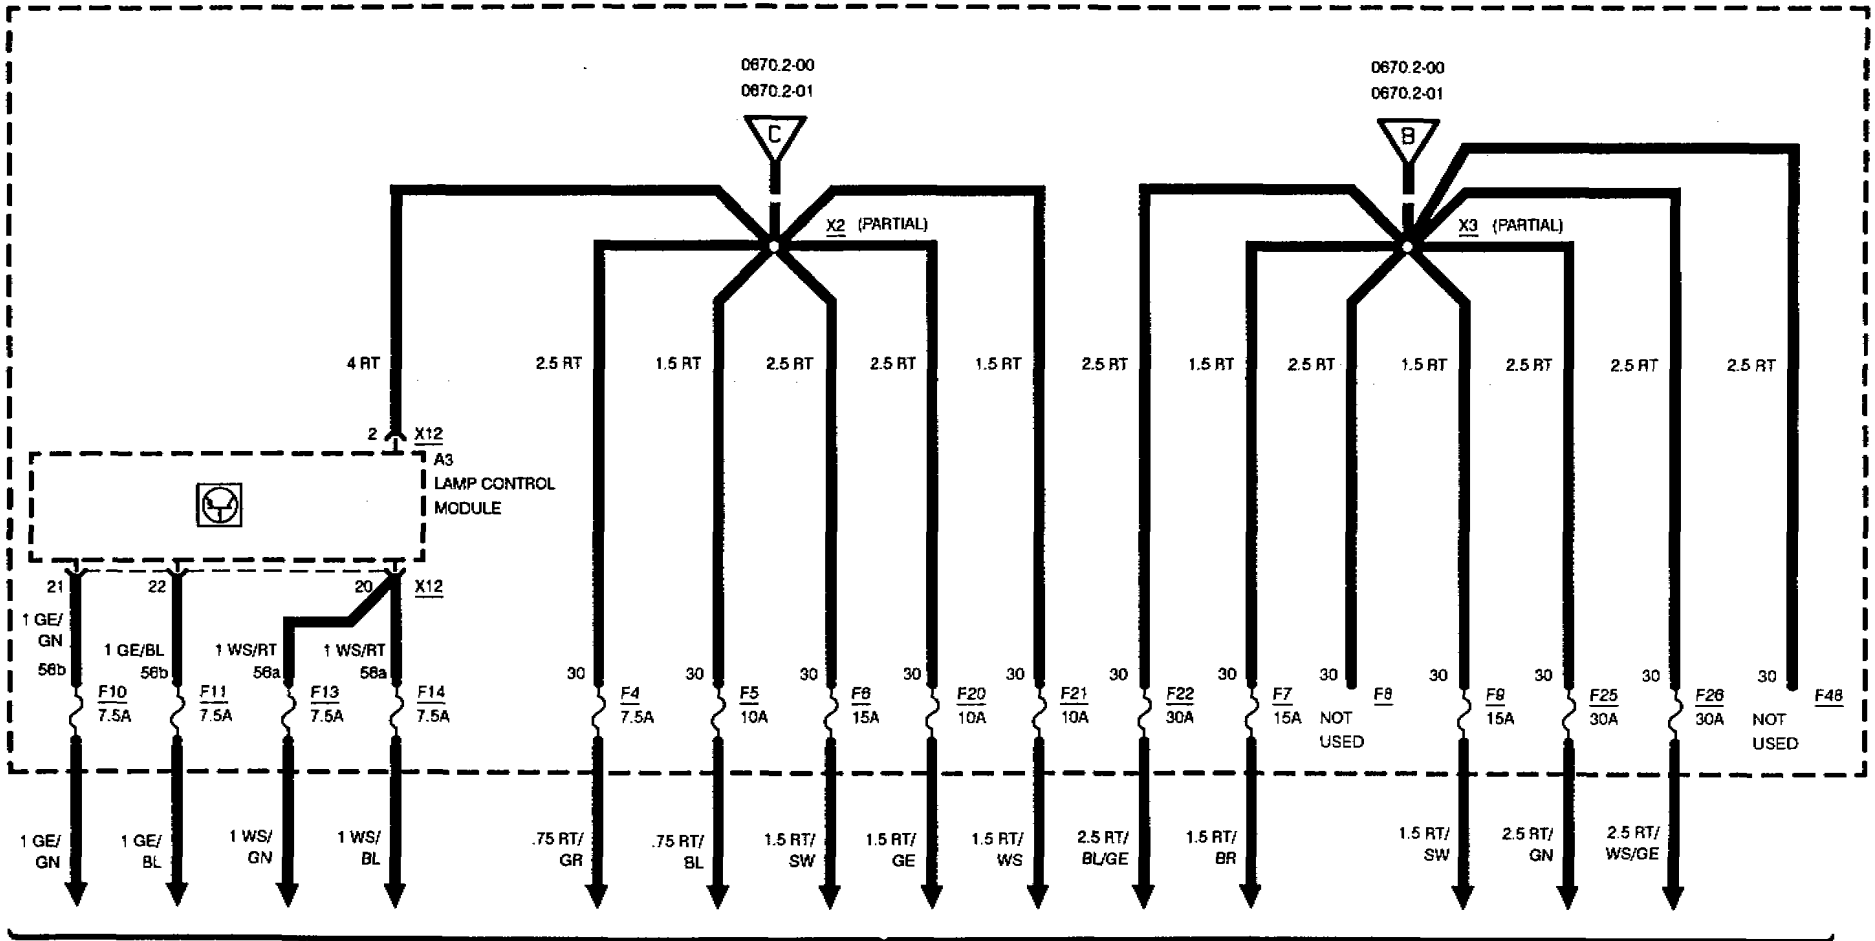 0670.2-00
0670.2-01
C
0670.2-00
0670.2-01
B
X2 (PARTIAL)
X3 (PARTIAL)
4 RT
2.5 RT
1.5 RT
2.5 RT
2.5 RT
1.5 RT
2.5 RT
1.5 RT
2.5 RT
1.5 RT
2.5 RT
2.5 RT
2.5 RT
2
X12
A3
LAMP CONTROL
MODULE
21
22
20
X12
1 GE/
GN
56b
1 GE/BL
56b
1 WS/RT
56a
1 WS/RT
56a
F10
7.5A
F11
7.5A
F13
7.5A
F14
7.5A
30
F4
7.5A
30
F5
10A
30
F6
15A
30
F20
10A
30
F21
10A
30
F22
30A
30
F7
15A
30
F8
NOT
USED
30
F9
15A
30
F25
30A
30
F26
30A
30
F48
NOT
USED
1 GE/
GN
1 GE/
BL
1 WS/
GN
1 WS/
BL
.75 RT/
GR
.75 RT/
BL
1.5 RT/
SW
1.5 RT/
GE
1.5 RT/
WS
2.5 RT/
BL/GE
1.5 RT/
BR
1.5 RT/
SW
2.5 RT/
GN
2.5 RT/
WS/GE